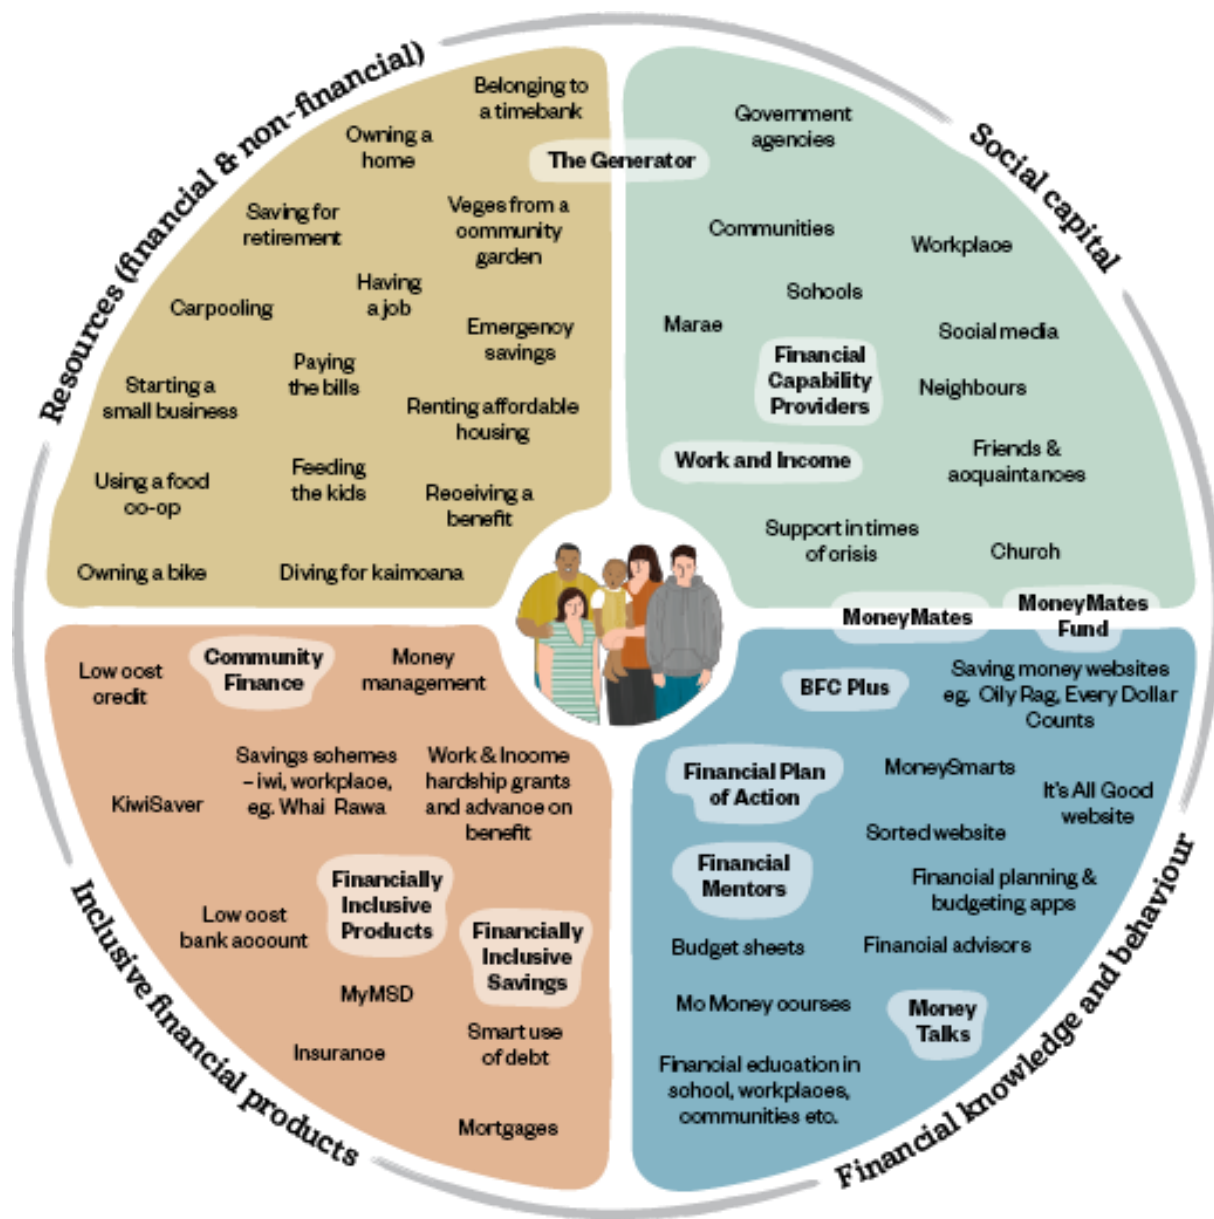 Resources (financial & non-financial)
Belonging to
a timebank
Owning a
home
The Generator
Saving for
retirement
Veges from a
community
garden
Having
a job
Carpooling
Emergency
savings
Paying
the bills
Starting a
small business
Renting affordable
housing
Using a food
co-op
Feeding
the kids
Receiving a
benefit
Owning a bike
Diving for kaimoana
Social capital
Government
agencies
Communities
Workplace
Schools
Marae
Social media
Financial
Capability
Providers
Neighbours
Work and Income
Friends &
acquaintances
Support in times
of crisis
Church
MoneyMates
MoneyMates
Fund
Inclusive financial products
Low cost
credit
Community
Finance
Money
management
Savings schemes
– iwi, workplace,
eg. Whai Rawa
Work & Income
hardship grants
and advance on
benefit
KiwiSaver
Financially
Inclusive
Products
Low cost
bank account
Financially
Inclusive
Savings
MyMSD
Insurance
Smart use
of debt
Mortgages
Financial knowledge and behaviour
BFC Plus
Saving money websites
eg. Oily Rag, Every Dollar
Counts
Financial Plan
of Action
MoneySmarts
It's All Good
website
Sorted website
Financial
Mentors
Financial planning &
budgeting apps
Budget sheets
Financial advisors
Mo Money courses
Money
Talks
Financial education in
school, workplaces,
communities etc.